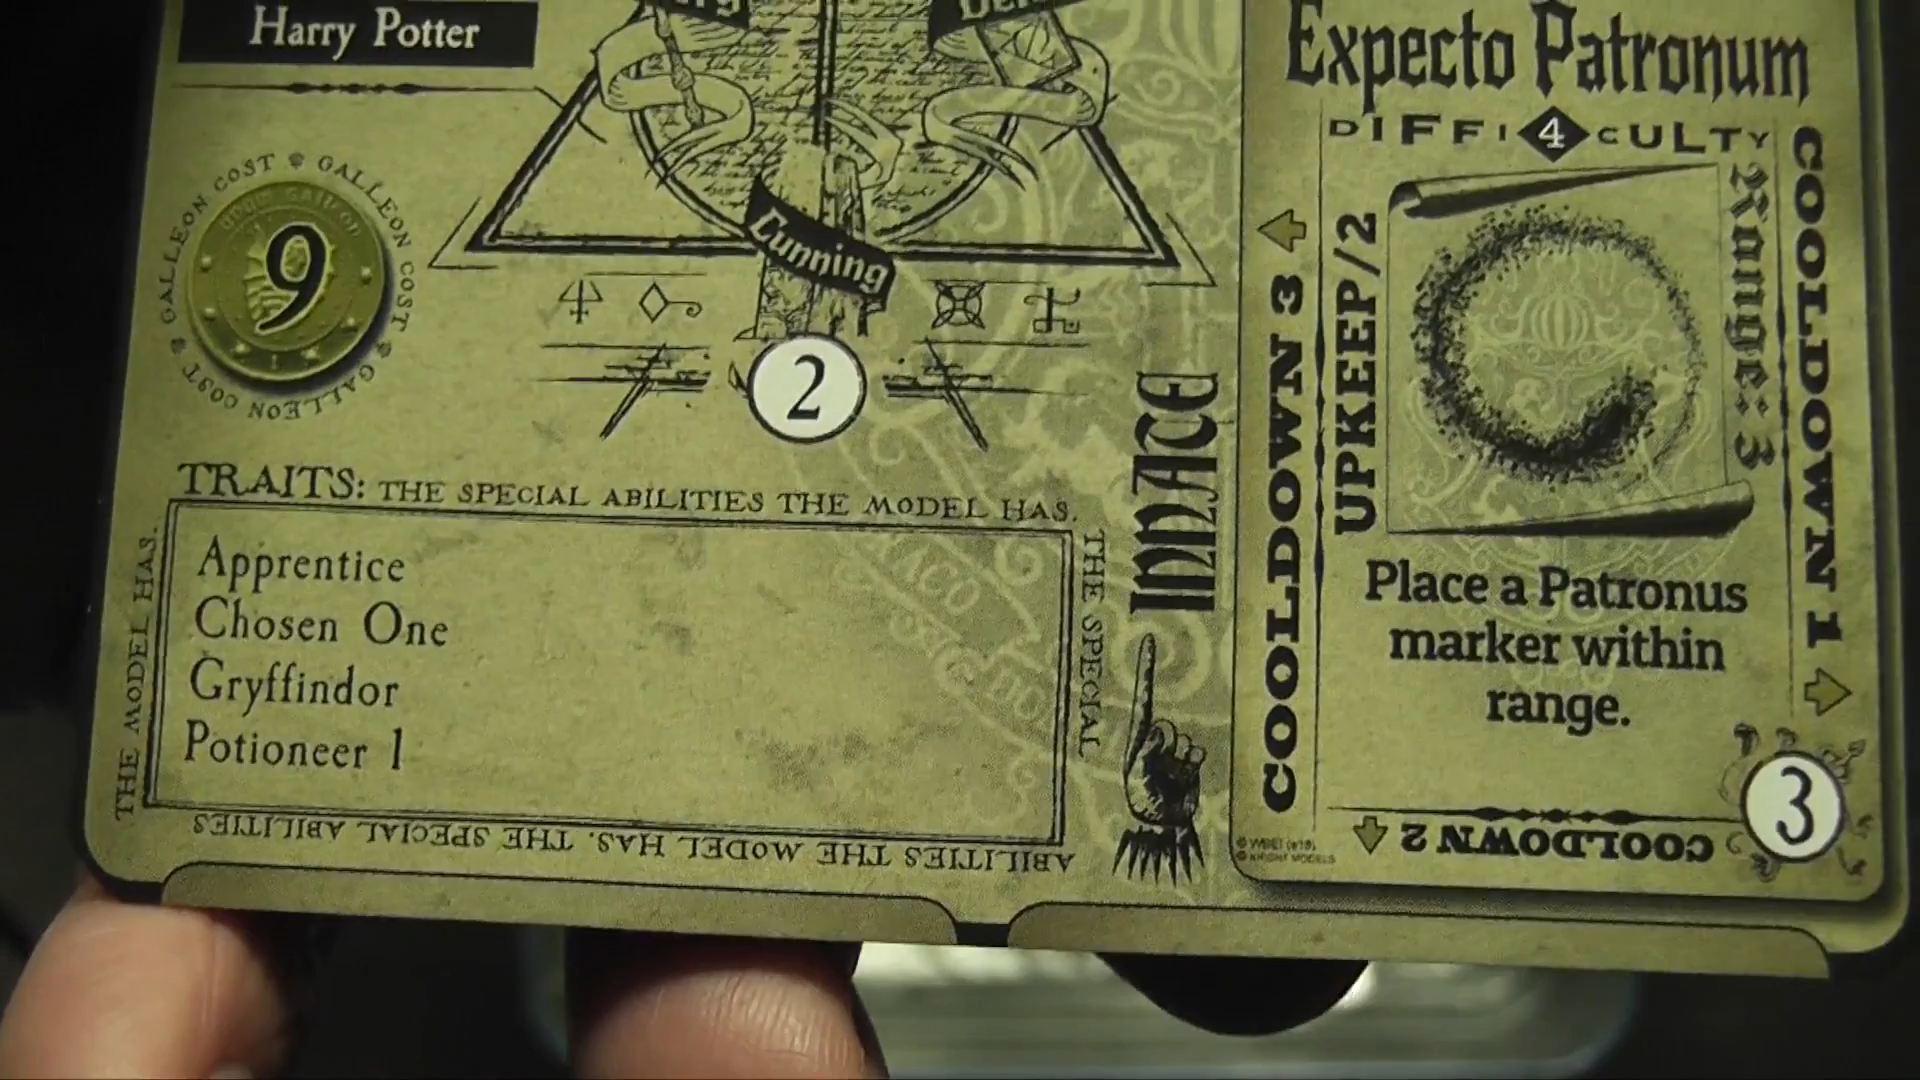 Harry Potter
GALLEON COST GALLEON COST GALLEON COST
9
Cunning
2
TRAITS: THE SPECIAL ABILITIES THE MODEL HAS.
THE SPECIAL
ABILITIES THE MODEL HAS. THE SPECIAL ABILITIES
THE MODEL HAS.
Apprentice
Chosen One
Gryffindor
Potioneer 1
INNATE
Expecto Patronum
DIFFI 4 CULTY
Range: 3
COOLDOWN 1
COOLDOWN 3
UPKEEP/2
Place a Patronus
marker within
range.
COOLDOWN 2
3
© KNIGHT MODELS